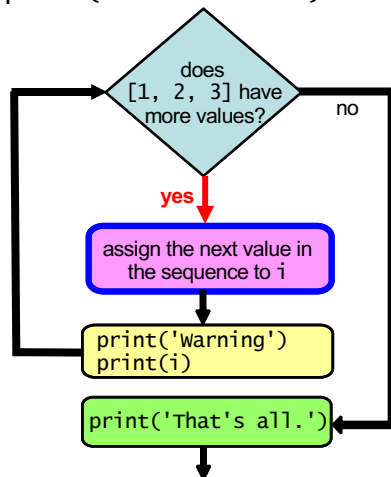 does
[1, 2, 3] have
more values?
no
yes
assign the next value in
the sequence to i
print('Warning')
print(i)
print('That's all.')